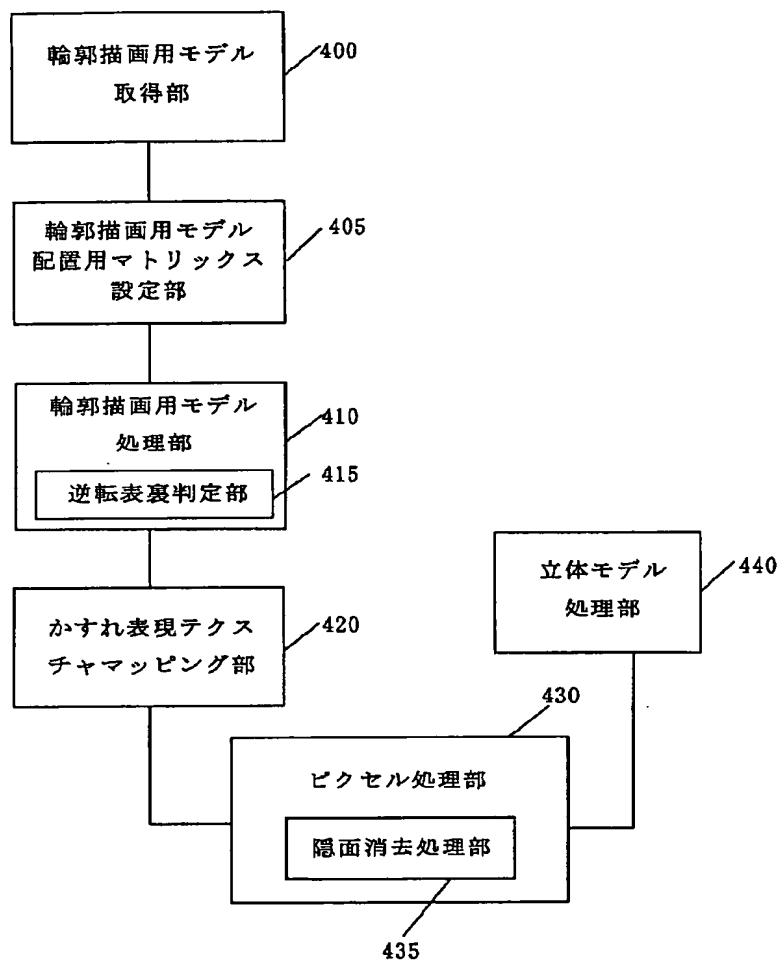 輪郭描画用モデル
取得部
400
輪郭描画用モデル
配置用マトリックス
設定部
405
輪郭描画用モデル
処理部
410
逆転表裏判定部
415
かすれ表現テクス
チャマッピング部
420
立体モデル
処理部
440
430
ピクセル処理部
隠面消去処理部
435